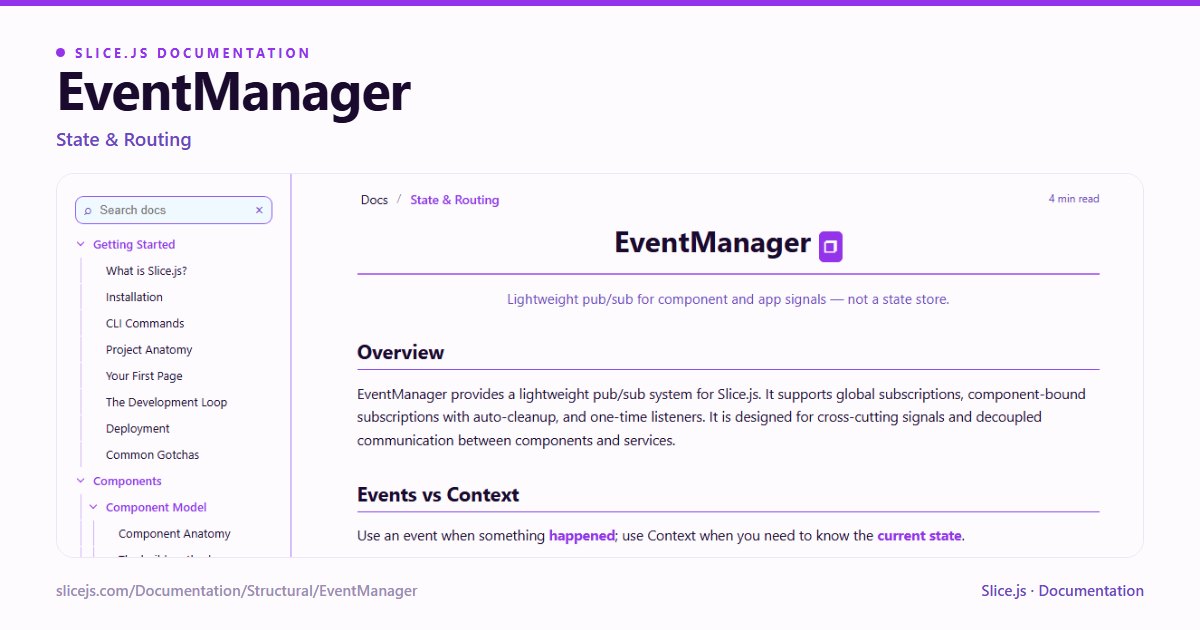 SLICE.JS DOCUMENTATION
EventManager
State & Routing
Search docs
Getting Started
What is Slice.js?
Installation
CLI Commands
Project Anatomy
Your First Page
The Development Loop
Deployment
Common Gotchas
Components
Component Model
Component Anatomy
Docs / State & Routing
4 min read
EventManager
Lightweight pub/sub for component and app signals — not a state store.
Overview
EventManager provides a lightweight pub/sub system for Slice.js. It supports global subscriptions, component-bound
subscriptions with auto-cleanup, and one-time listeners. It is designed for cross-cutting signals and decoupled
communication between components and services.
Events vs Context
Use an event when something happened; use Context when you need to know the current state.
slicejs.com/Documentation/Structural/EventManager
Slice.js · Documentation